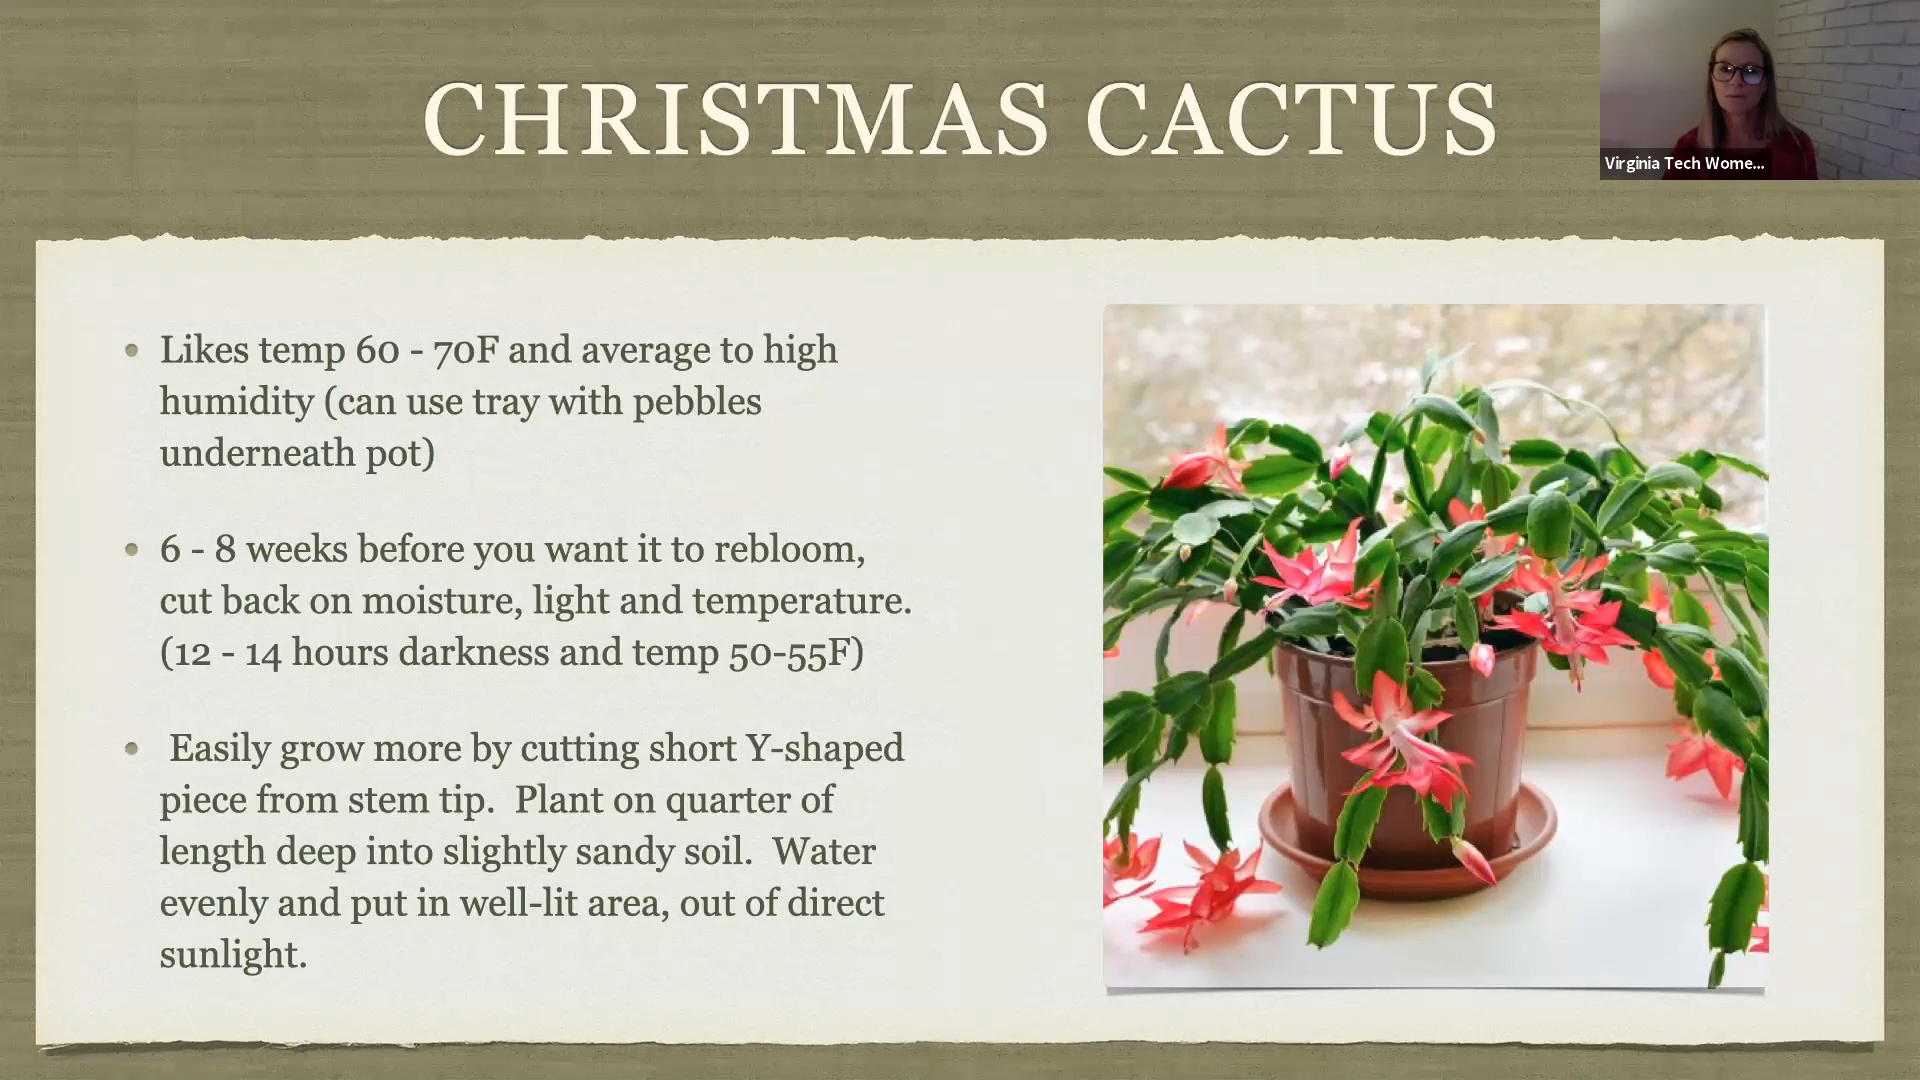 CHRISTMAS CACTUS
Virginia Tech Wome...
• Likes temp 60 - 70F and average to high
humidity (can use tray with pebbles
underneath pot)
• 6 - 8 weeks before you want it to rebloom,
cut back on moisture, light and temperature.
(12 - 14 hours darkness and temp 50-55F)
• Easily grow more by cutting short Y-shaped
piece from stem tip.  Plant on quarter of
length deep into slightly sandy soil.  Water
evenly and put in well-lit area, out of direct
sunlight.